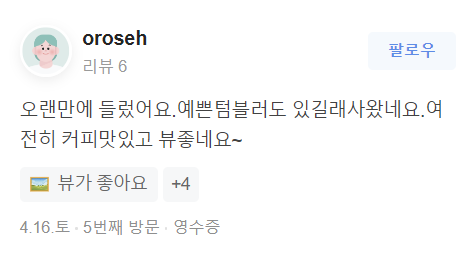 oroseh
팔로우
리뷰 6
오랜만에 들렀어요.예쁜텀블러도 있길래사왔네요.여
전히 커피맛있고 뷰좋네요~
뷰가 좋아요 +4
4.16.토 · 5번째 방문 · 영수증